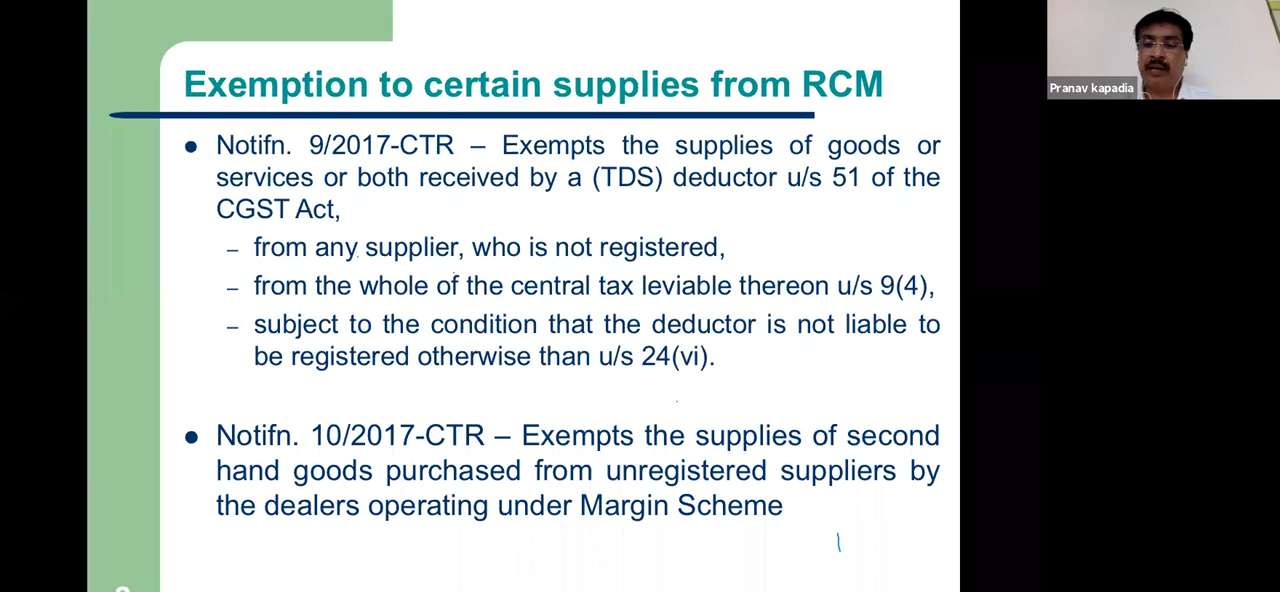 Exemption to certain supplies from RCM
● Notifn. 9/2017-CTR – Exempts the supplies of goods or
services or both received by a (TDS) deductor u/s 51 of the
CGST Act,
– from any supplier, who is not registered,
– from the whole of the central tax leviable thereon u/s 9(4),
– subject to the condition that the deductor is not liable to
be registered otherwise than u/s 24(vi).
● Notifn. 10/2017-CTR – Exempts the supplies of second
hand goods purchased from unregistered suppliers by
the dealers operating under Margin Scheme
Pranav kapadia